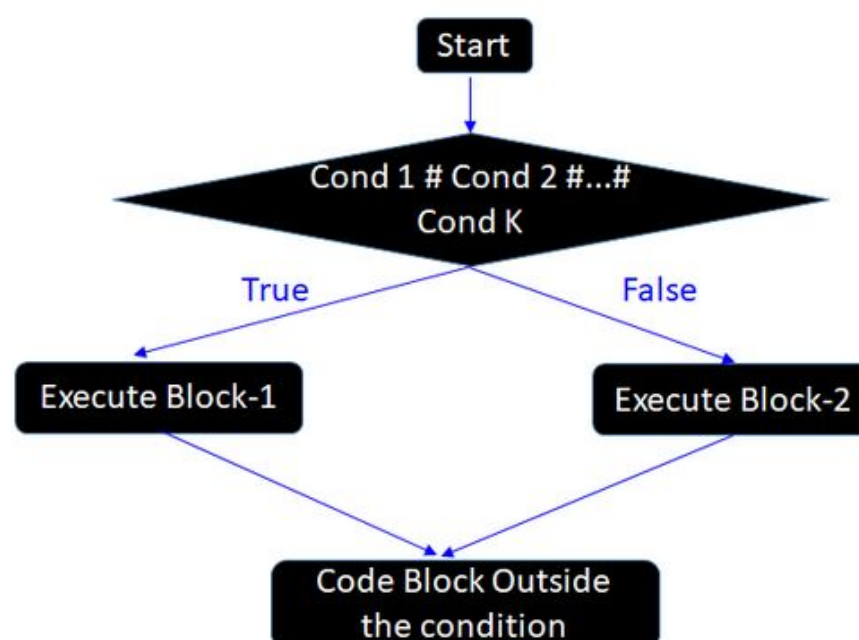 Start
Cond 1 # Cond 2 #...#
Cond K
True
False
Execute Block-1
Execute Block-2
Code Block Outside
the condition